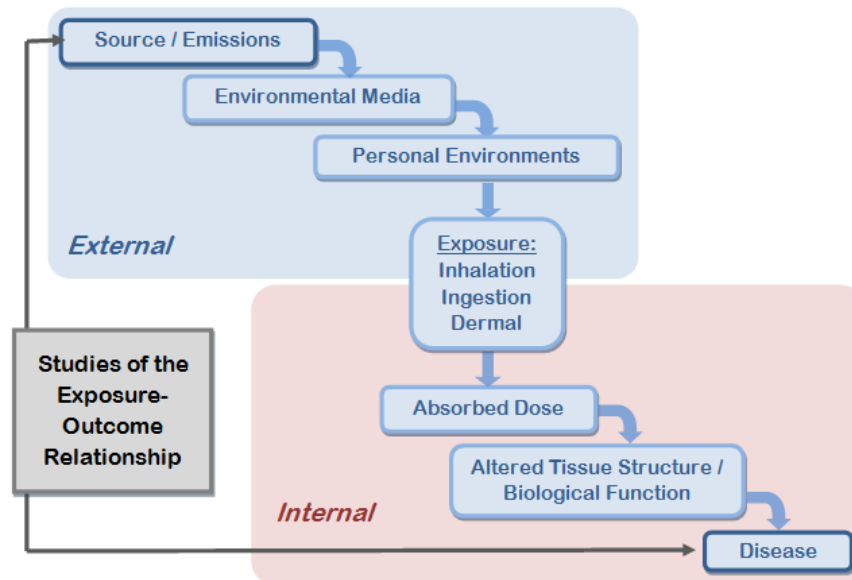 Source / Emissions
Environmental Media
Personal Environments
External
Exposure:
Inhalation
Ingestion
Dermal
Studies of the
Exposure-
Outcome
Relationship
Absorbed Dose
Altered Tissue Structure /
Biological Function
Internal
Disease